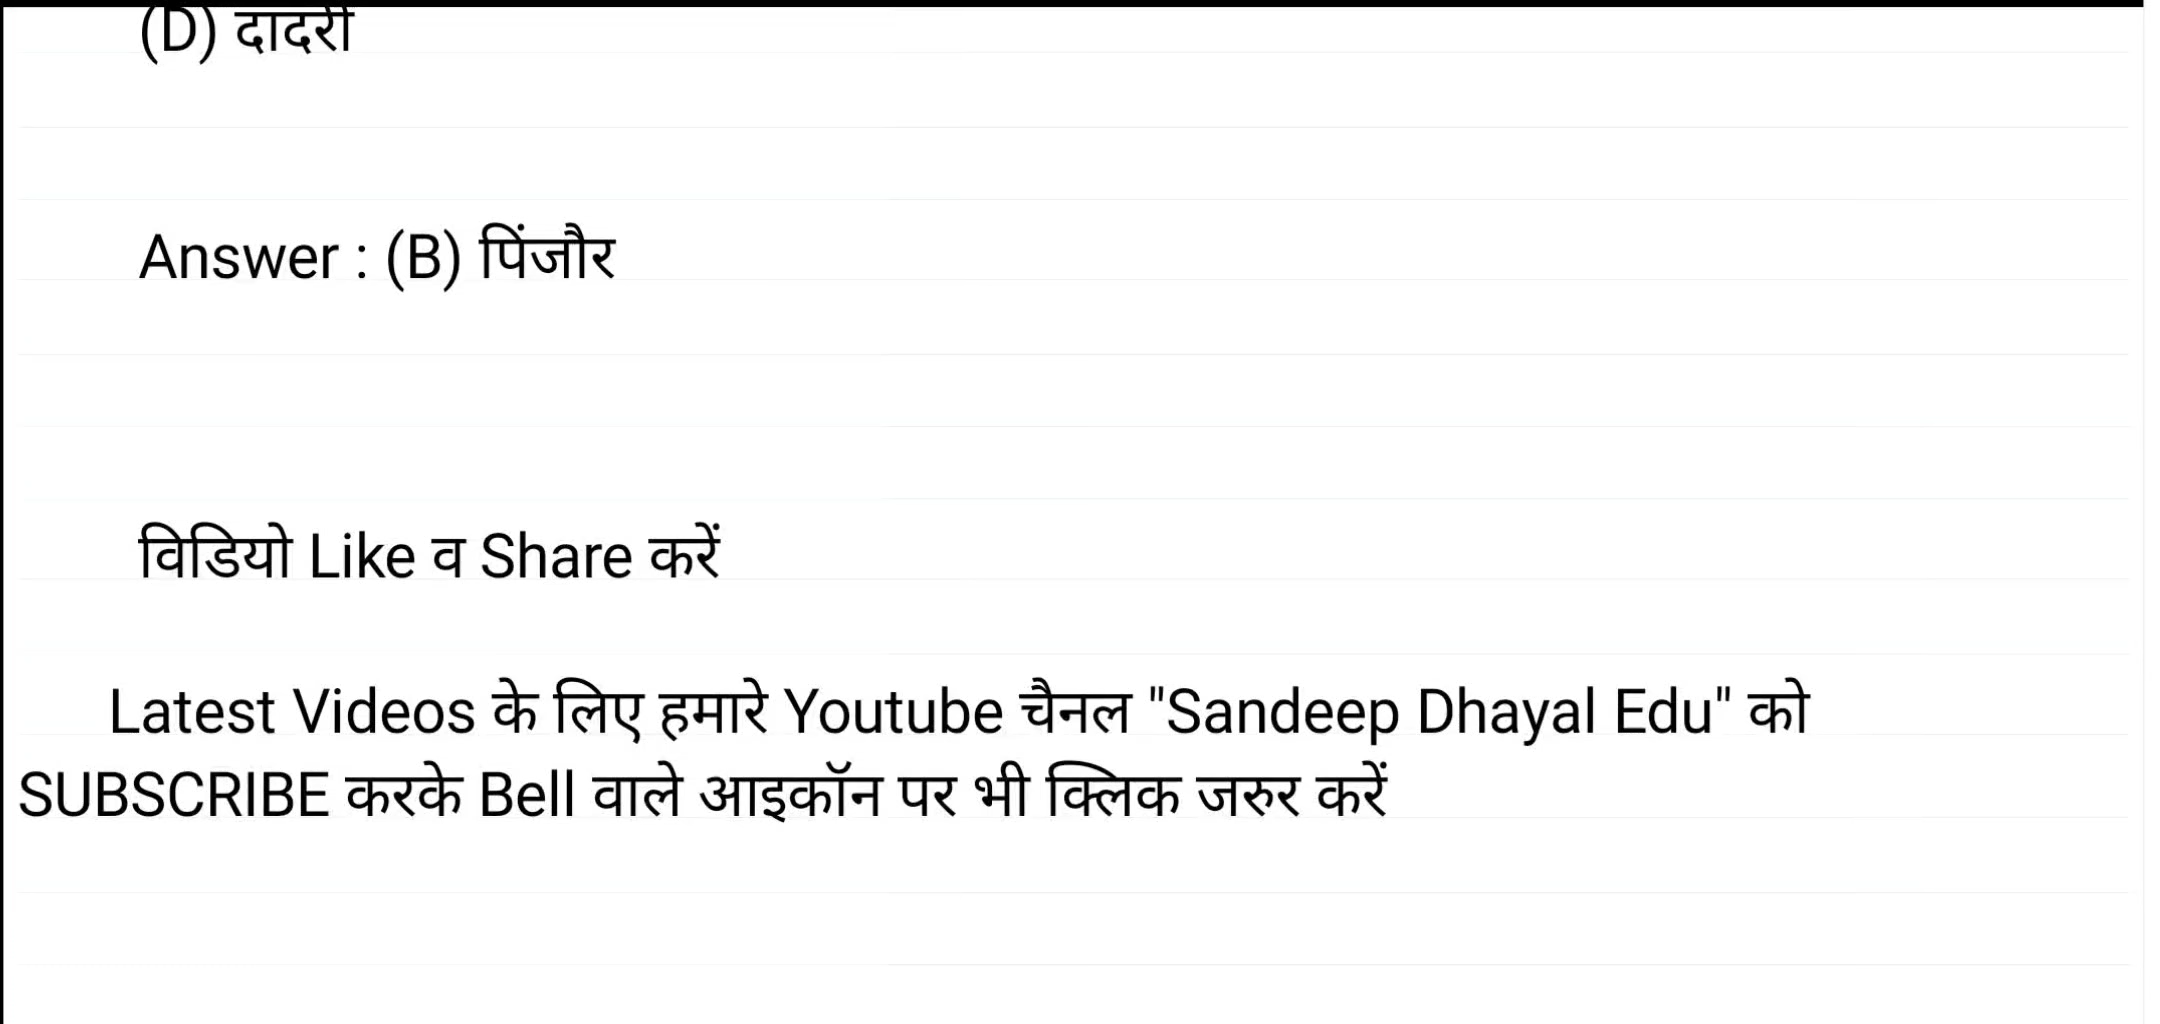 (D) दादरी
Answer : (B) पिंजौर
विडियो Like व Share करें
Latest Videos के लिए हमारे Youtube चैनल "Sandeep Dhayal Edu" को
SUBSCRIBE करके Bell वाले आइकॉन पर भी क्लिक जरुर करें